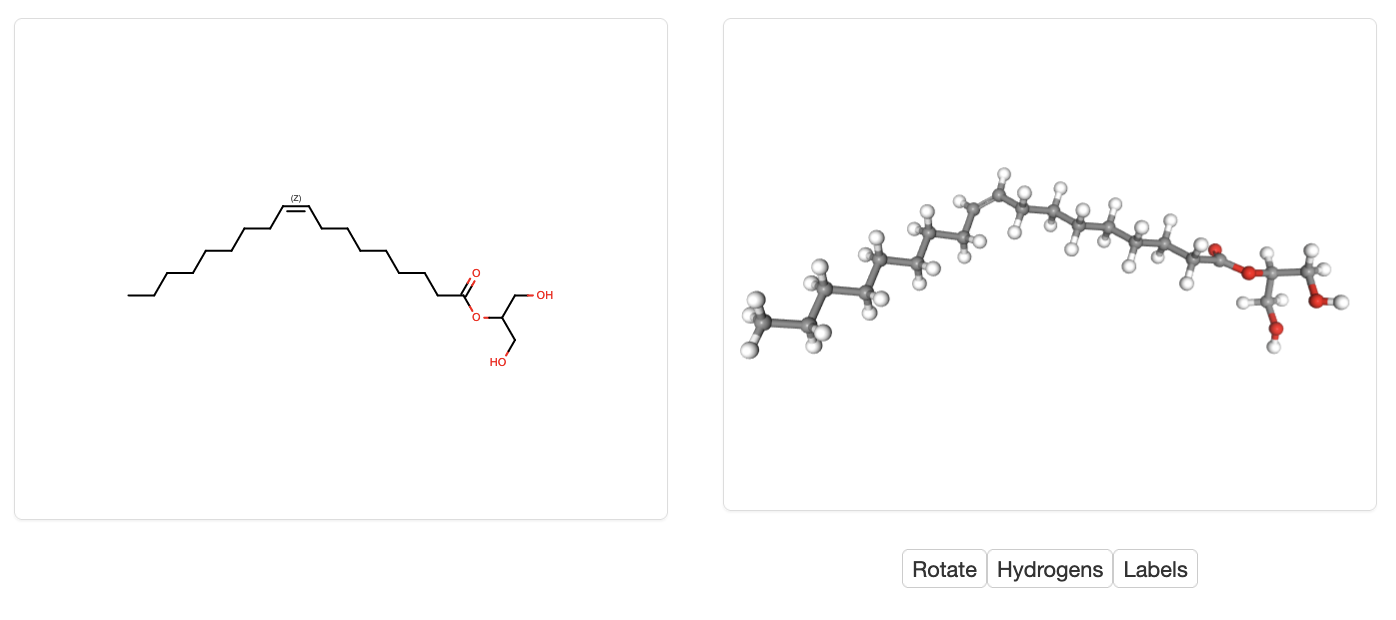 (Z)
O
OH
O
HO
Rotate
Hydrogens
Labels